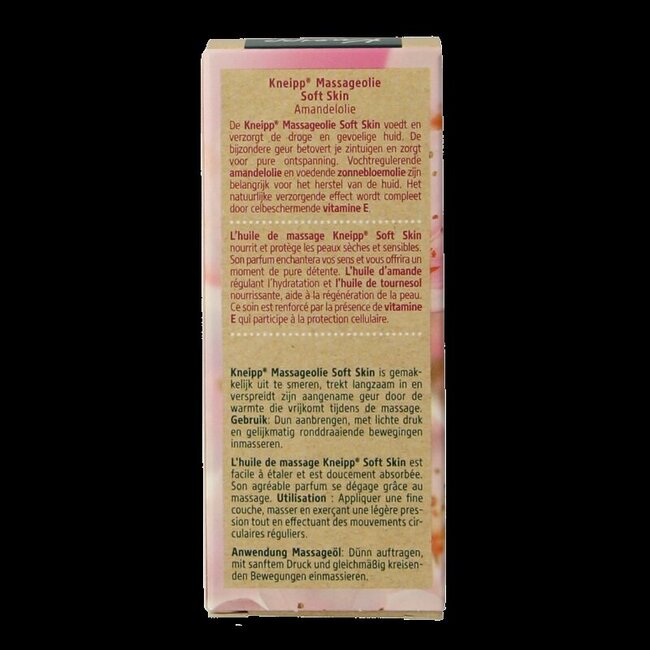 Kneipp® Massageolie
Soft Skin
Amandelolie
De Kneipp® Massageolie Soft Skin voedt en
verzorgt de droge en gevoelige huid. De
bijzondere geur betovert je zintuigen en zorgt
voor pure ontspanning. Vochtregulerende
amandelolie en voedende zonnebloemolie zijn
belangrijk voor het herstel van de huid. Het
natuurlijke verzorgende effect wordt compleet
door celbeschermende vitamine E.
L'huile de massage Kneipp® Soft Skin
nourrit et protège les peaux sèches et sensibles.
Son parfum enchantera vos sens et vous offrira un
moment de pure détente. L'huile d'amande
régulant l'hydratation et l'huile de tournesol
nourrissante, aide à la régénération de la peau.
Ce soin est renforcé par la présence de vitamine
E qui participe à la protection cellulaire.
Kneipp® Massageolie Soft Skin is gemak-
kelijk uit te smeren, trekt langzaam in en
verspreidt zijn aangename geur door de
warmte die vrijkomt tijdens de massage.
Gebruik: Dun aanbrengen, met lichte druk
en gelijkmatig ronddraaiende bewegingen
inmasseren.
L'huile de massage Kneipp® Soft Skin est
facile à étaler et est doucement absorbée.
Son agréable parfum se dégage grâce au
massage. Utilisation : Appliquer une fine
couche, masser en exerçant une légère pres-
sion tout en effectuant des mouvements cir-
culaires réguliers.
Anwendung Massageöl: Dünn auftragen,
mit sanftem Druck und gleichmäßig kreisen-
den Bewegungen einmassieren.